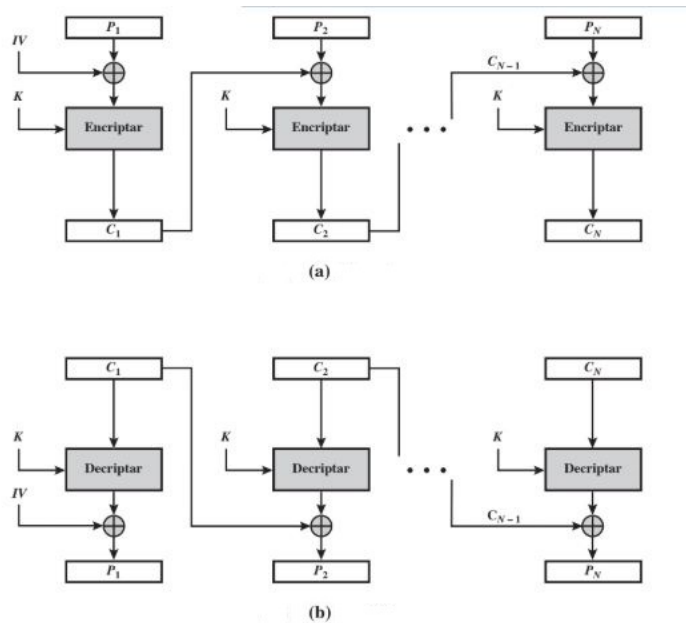 P1 P2 PN
IV
CN−1
K K K
Encriptar Encriptar Encriptar
C1 C2 CN
(a)
C1 C2 CN
K K K
Decriptar Decriptar Decriptar
IV
CN−1
P1 P2 PN
(b)